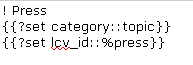 ! Press
{{?set category::topic}}
{{?set lcv_id::%press}}